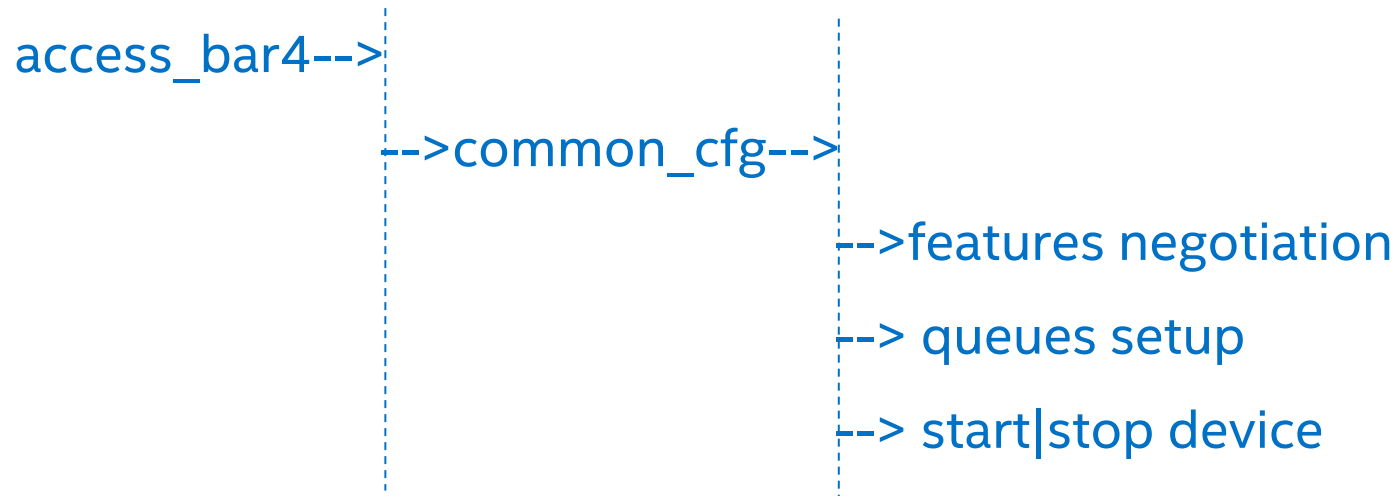 access_bar4-->
-->common_cfg-->
-->features negotiation
--> queues setup
--> start|stop device